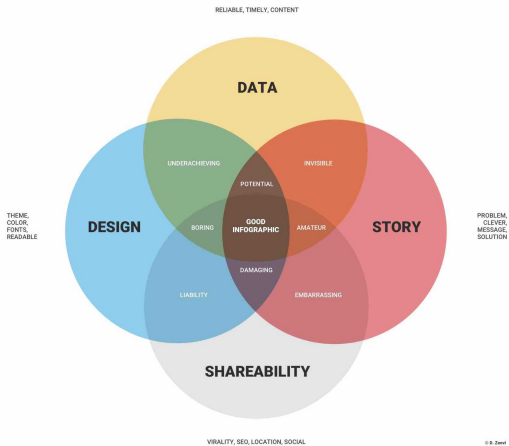 RELIABLE, TIMELY, CONTENT
DATA
UNDERACHIEVING
INVISIBLE
POTENTIAL
THEME,
COLOR,
FONTS,
READABLE
DESIGN
BORING
GOOD
INFOGRAPHIC
AMATEUR
STORY
PROBLEM,
CLEVER,
MESSAGE,
SOLUTION
DAMAGING
LIABILITY
EMBARRASSING
SHAREABILITY
VIRALITY, SEO, LOCATION, SOCIAL
© D. Zeevi